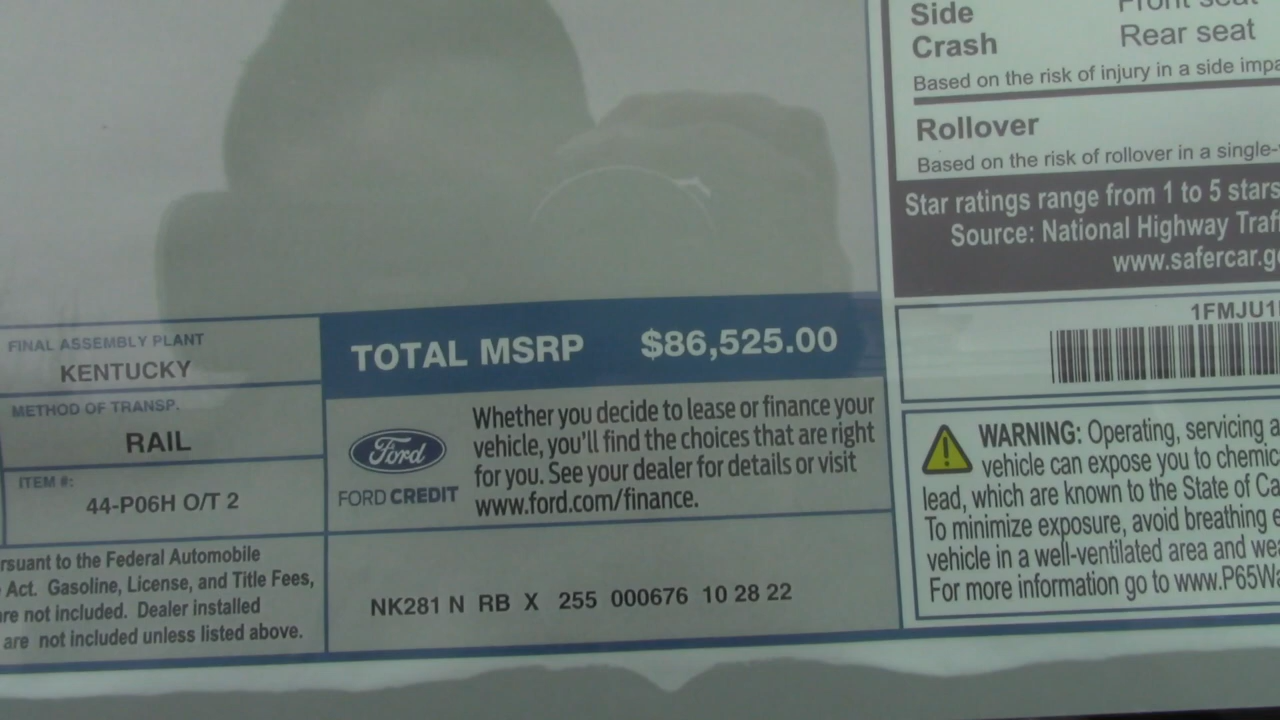 FINAL ASSEMBLY PLANT
KENTUCKY
METHOD OF TRANSP.
RAIL
ITEM #:
44-P06H O/T 2
rsuant to the Federal Automobile
Act. Gasoline, License, and Title Fees,
are not included. Dealer installed
are not included unless listed above.
TOTAL MSRP $86,525.00
Ford
FORD CREDIT
Whether you decide to lease or finance your
vehicle, you'll find the choices that are right
for you. See your dealer for details or visit
www.ford.com/finance.
NK281 N RB X 255 000676 10 28 22
Side
Crash
Front seat
Rear seat
Based on the risk of injury in a side impa
Rollover
Based on the risk of rollover in a single-
Star ratings range from 1 to 5 stars
Source: National Highway Traf
www.safercar.g
1FMJU1
WARNING: Operating, servicing a
vehicle can expose you to chemic
lead, which are known to the State of Ca
To minimize exposure, avoid breathing e
vehicle in a well-ventilated area and wea
For more information go to www.P65Wa